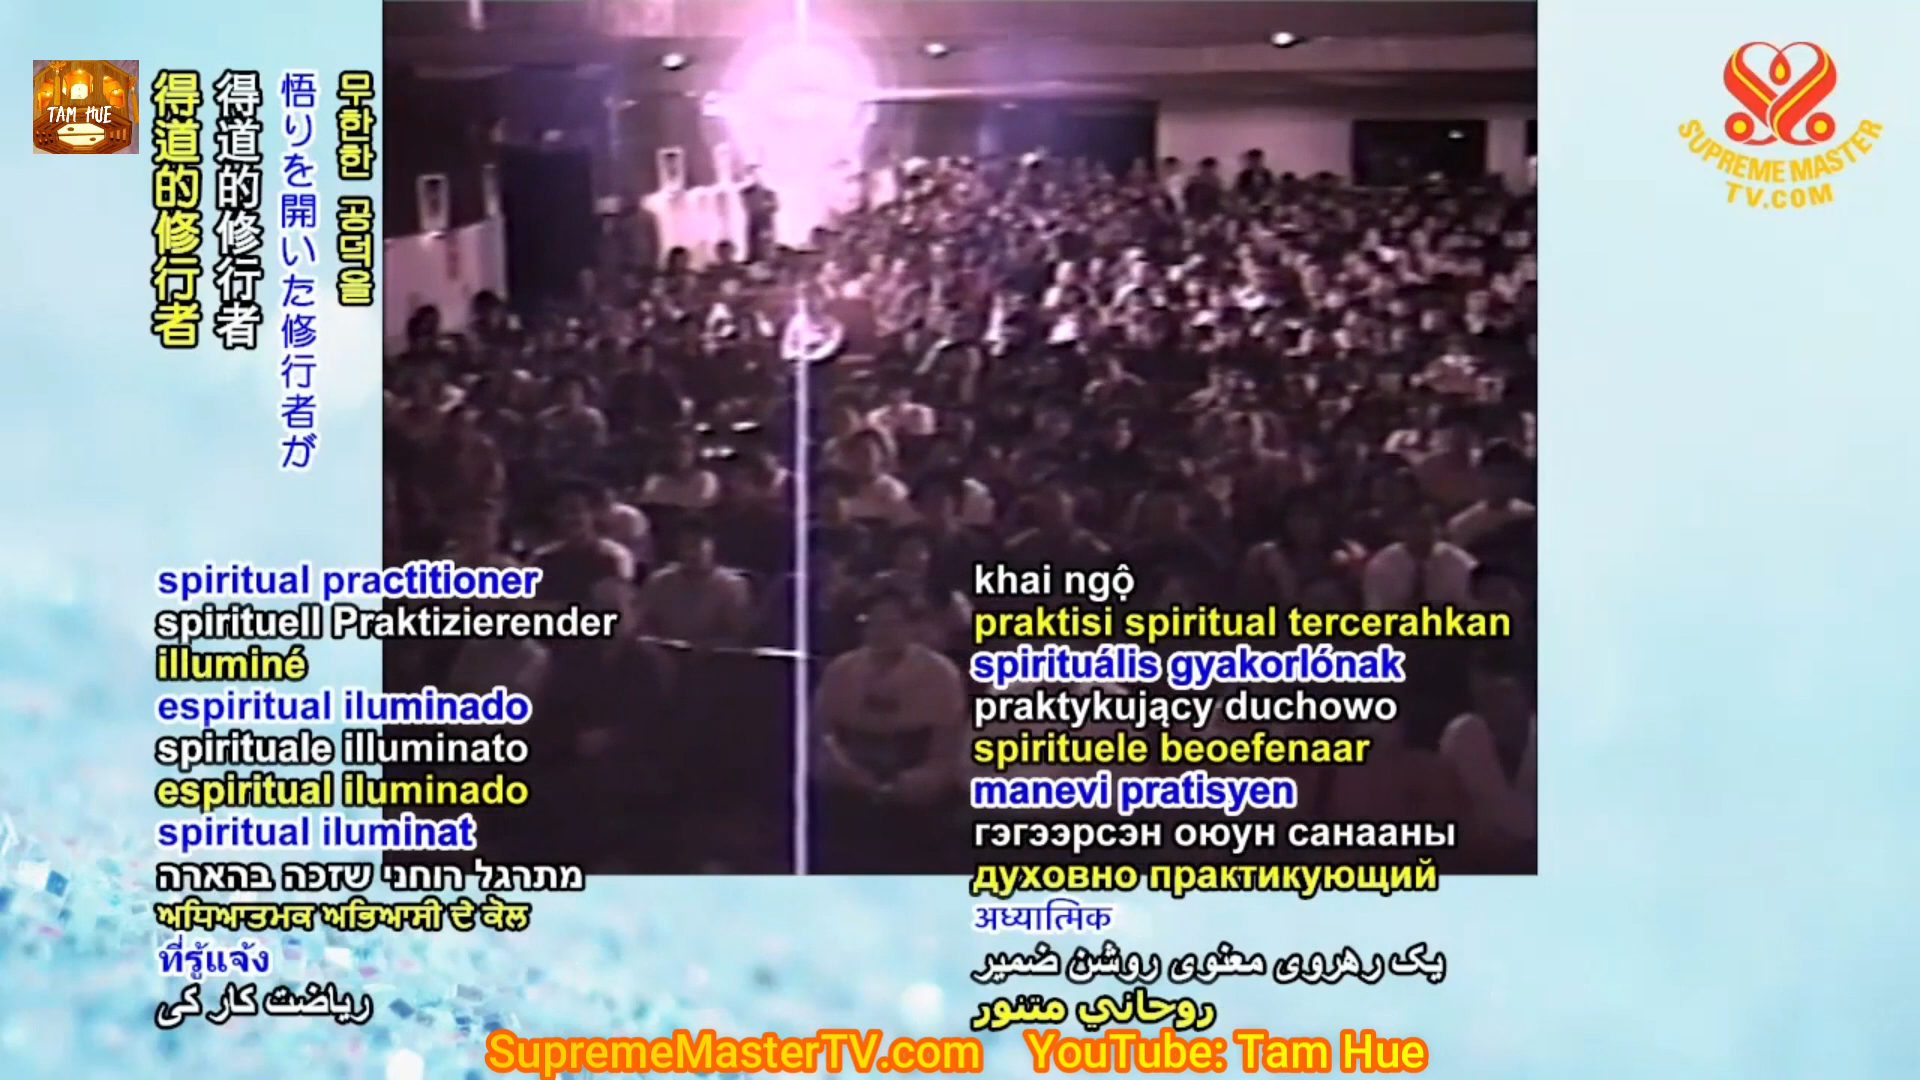 TAM HUE
得道的修行者
得道的修行者
悟りを開いた修行者が
무한한 공덕을
SUPREME MASTER
TV.COM
spiritual practitioner
spirituell Praktizierender
illuminé
espiritual iluminado
spirituale illuminato
espiritual iluminado
spiritual iluminat
מתרגל רוחני שזכה בהארה
ਅਧਿਆਤਮਕ ਅਭਿਆਸੀ ਦੇ ਕੋਲ
ที่รู้แจ้ง
ریاضت کار کی
khai ngộ
praktisi spiritual tercerahkan
spirituális gyakorlónak
praktykujący duchowo
spirituele beoefenaar
manevi pratisyen
гэгээрсэн оюун санааны
духовно практикующий
अध्यात्मिक
یک رهروی معنوی روشن ضمیر
روحاني متنور
SupremeMasterTV.com YouTube: Tam Hue